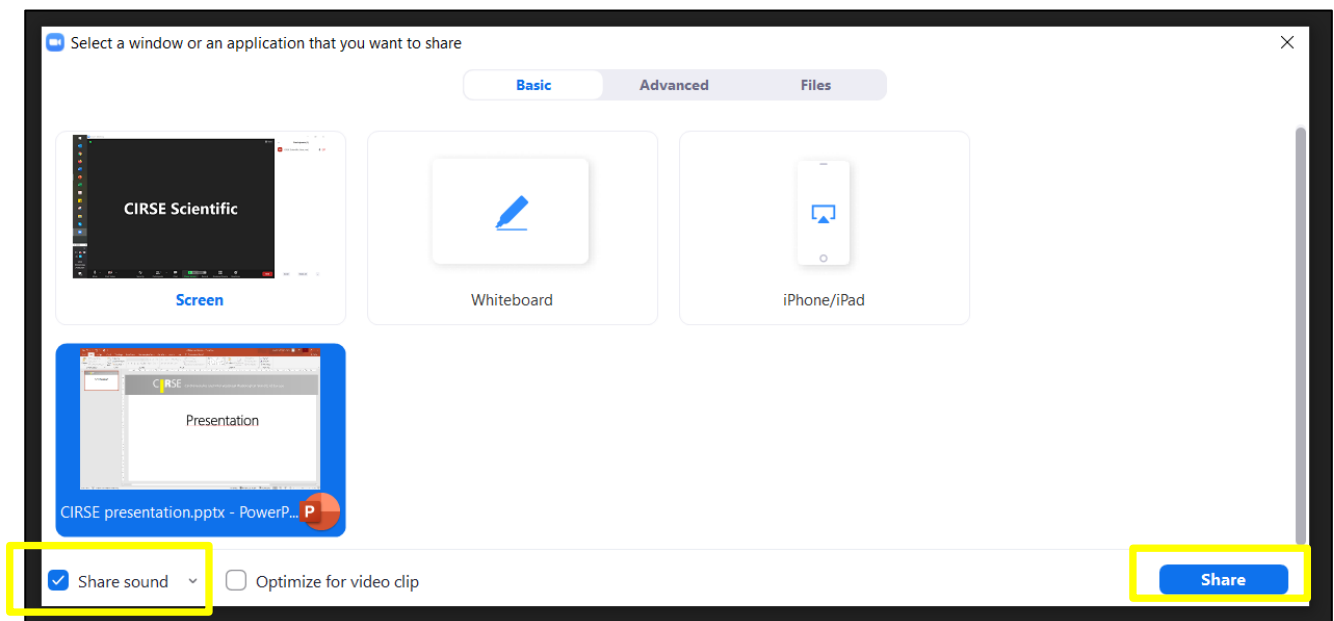 Select a window or an application that you want to share
Basic Advanced Files
CIRSE Scientific
Screen
Whiteboard
iPhone/iPad
CIRSE
Presentation
CIRSE presentation.pptx - PowerP...
P
Share sound
Optimize for video clip
Share